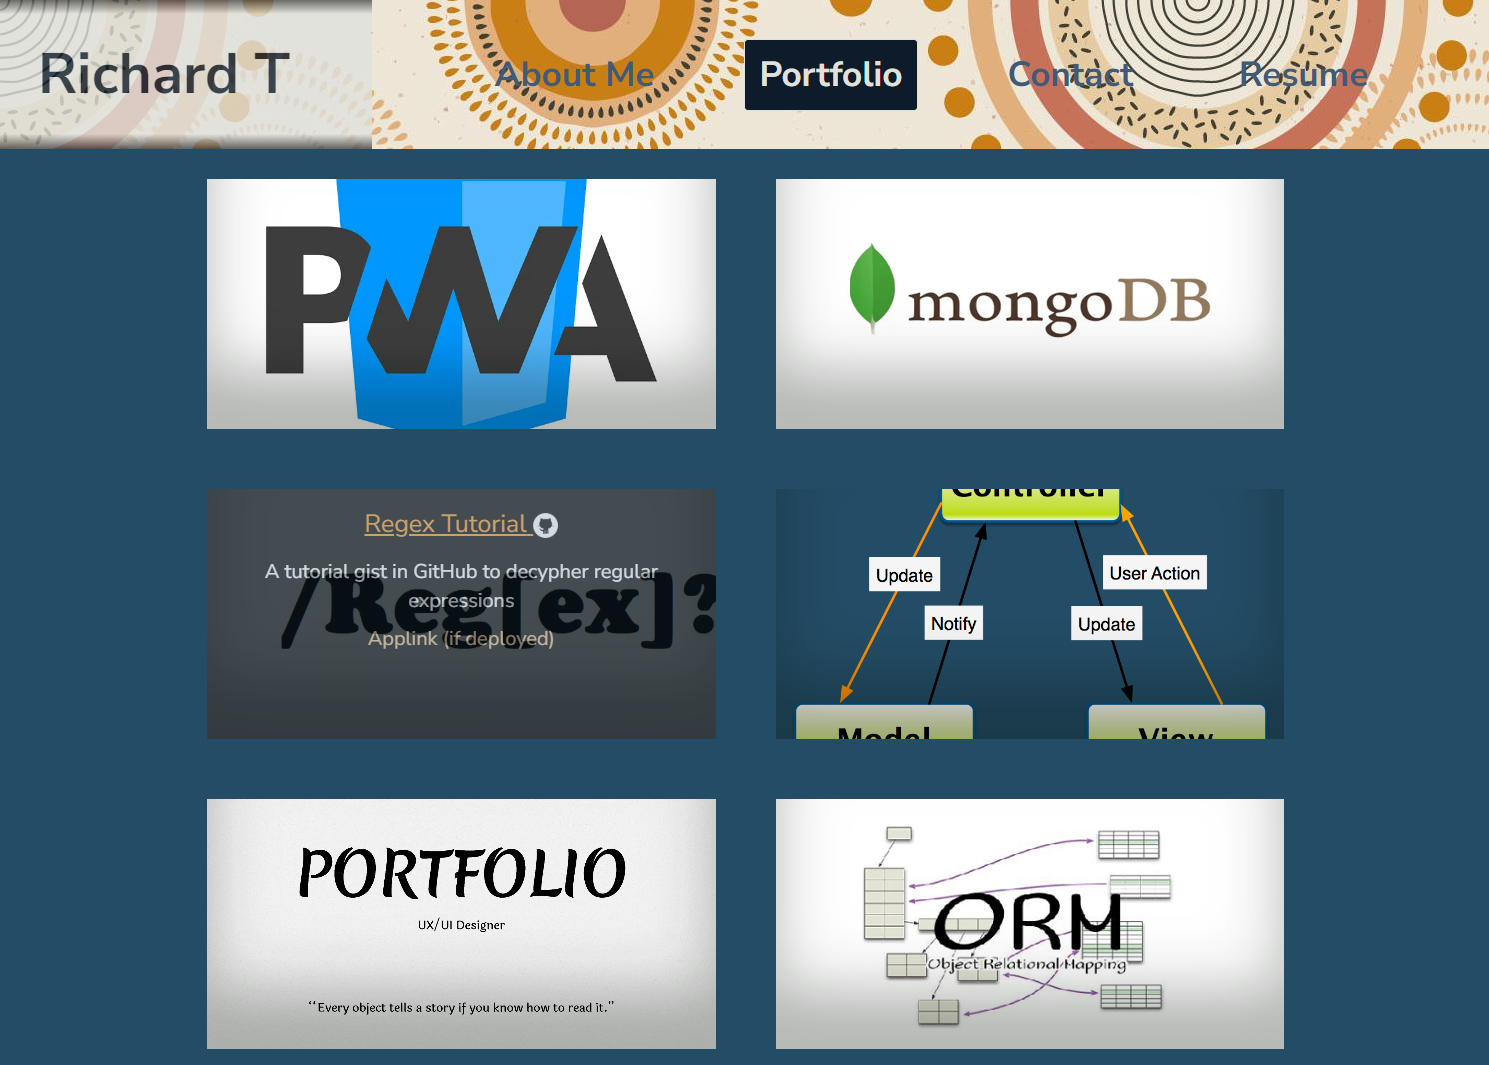 Richard T
About Me
Portfolio
Contact
Resume
PWA
mongoDB
Regex Tutorial
A tutorial gist in GitHub to decypher regular
expressions
Applink (if deployed)
/Reg[ex]?
Controller
Update
User Action
Notify
Update
Model
View
PORTFOLIO
UX/UI Designer
“Every object tells a story if you know how to read it.”
ORM
Object Relational Mapping